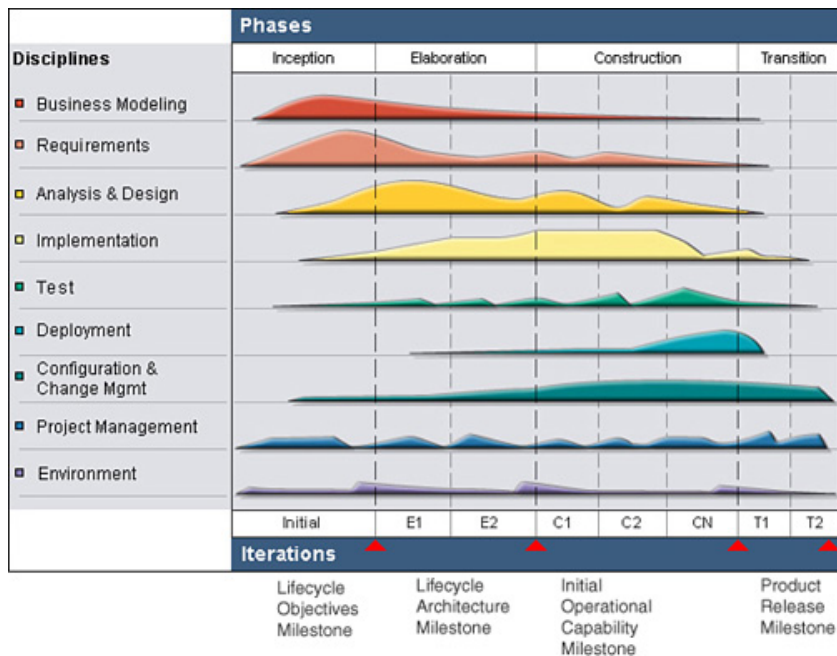 Phases
Disciplines
Inception
Elaboration
Construction
Transition
Business Modeling
Requirements
Analysis & Design
Implementation
Test
Deployment
Configuration &
Change Mgmt
Project Management
Environment
Initial
E1
E2
C1
C2
CN
T1
T2
Iterations
Lifecycle
Objectives
Milestone
Lifecycle
Architecture
Milestone
Initial
Operational
Capability
Milestone
Product
Release
Milestone